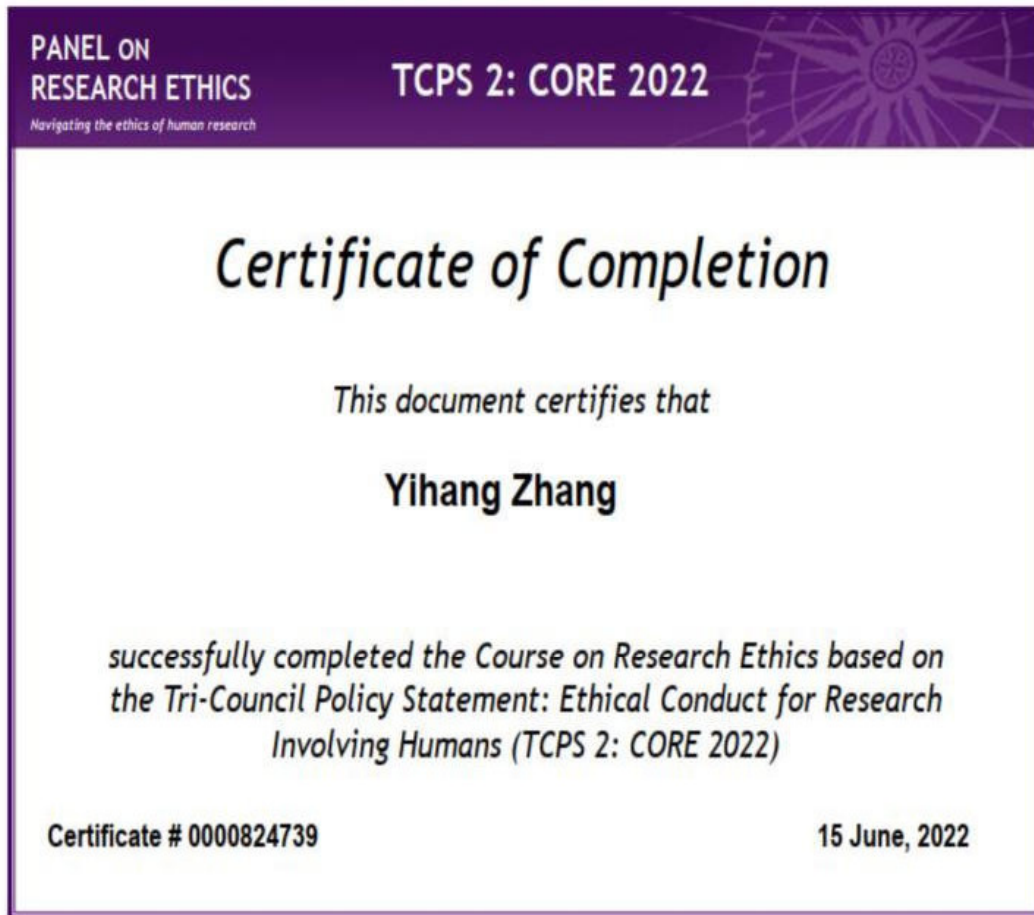 PANEL ON
RESEARCH ETHICS
Navigating the ethics of human research
TCPS 2: CORE 2022
Certificate of Completion
This document certifies that
Yihang Zhang
successfully completed the Course on Research Ethics based on
the Tri-Council Policy Statement: Ethical Conduct for Research
Involving Humans (TCPS 2: CORE 2022)
Certificate # 0000824739
15 June, 2022